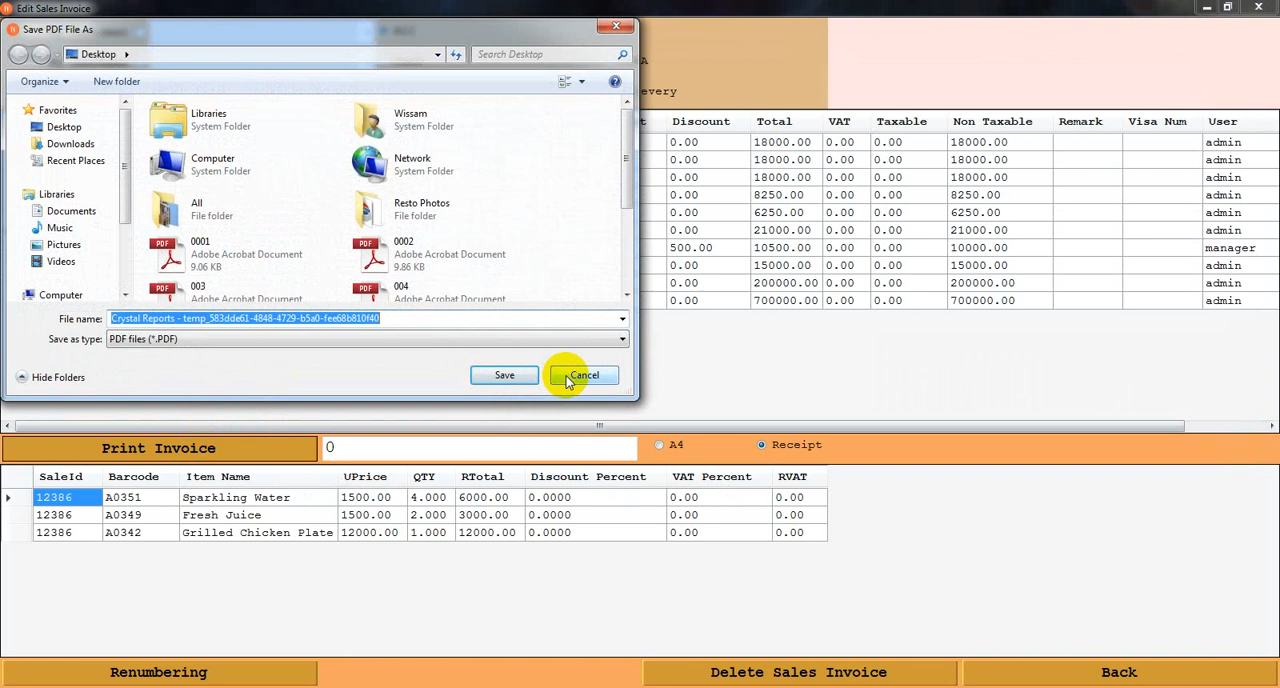 Edit Sales Invoice
Save PDF File As
Desktop
Search Desktop
Organize
New folder
Favorites
Desktop
Downloads
Recent Places
Libraries
Documents
Music
Pictures
Videos
Computer
Libraries
System Folder
Wissam
System Folder
Computer
System Folder
Network
System Folder
All
File folder
Resto Photos
File folder
0001
Adobe Acrobat Document
9.06 KB
0002
Adobe Acrobat Document
9.86 KB
003
Adobe Acrobat Document
004
Adobe Acrobat Document
File name: Crystal Reports - temp_583dde61-4848-4729-b5a0-fee68b810f40
Save as type: PDF files (*.PDF)
Hide Folders
Save
Cancel
A
every
t Discount Total VAT Taxable Non Taxable Remark Visa Num User
0.00 18000.00 0.00 0.00 18000.00 admin
0.00 18000.00 0.00 0.00 18000.00 admin
0.00 18000.00 0.00 0.00 18000.00 admin
0.00 8250.00 0.00 0.00 8250.00 admin
0.00 6250.00 0.00 0.00 6250.00 admin
0.00 21000.00 0.00 0.00 21000.00 admin
500.00 10500.00 0.00 0.00 10000.00 manager
0.00 15000.00 0.00 0.00 15000.00 admin
0.00 200000.00 0.00 0.00 200000.00 admin
0.00 700000.00 0.00 0.00 700000.00 admin
Print Invoice
0
A4
Receipt
SaleId Barcode Item Name UPrice QTY RTotal Discount Percent VAT Percent RVAT
12386 A0351 Sparkling Water 1500.00 4.000 6000.00 0.0000 0.00 0.00
12386 A0349 Fresh Juice 1500.00 2.000 3000.00 0.0000 0.00 0.00
12386 A0342 Grilled Chicken Plate 12000.00 1.000 12000.00 0.0000 0.00 0.00
Renumbering
Delete Sales Invoice
Back